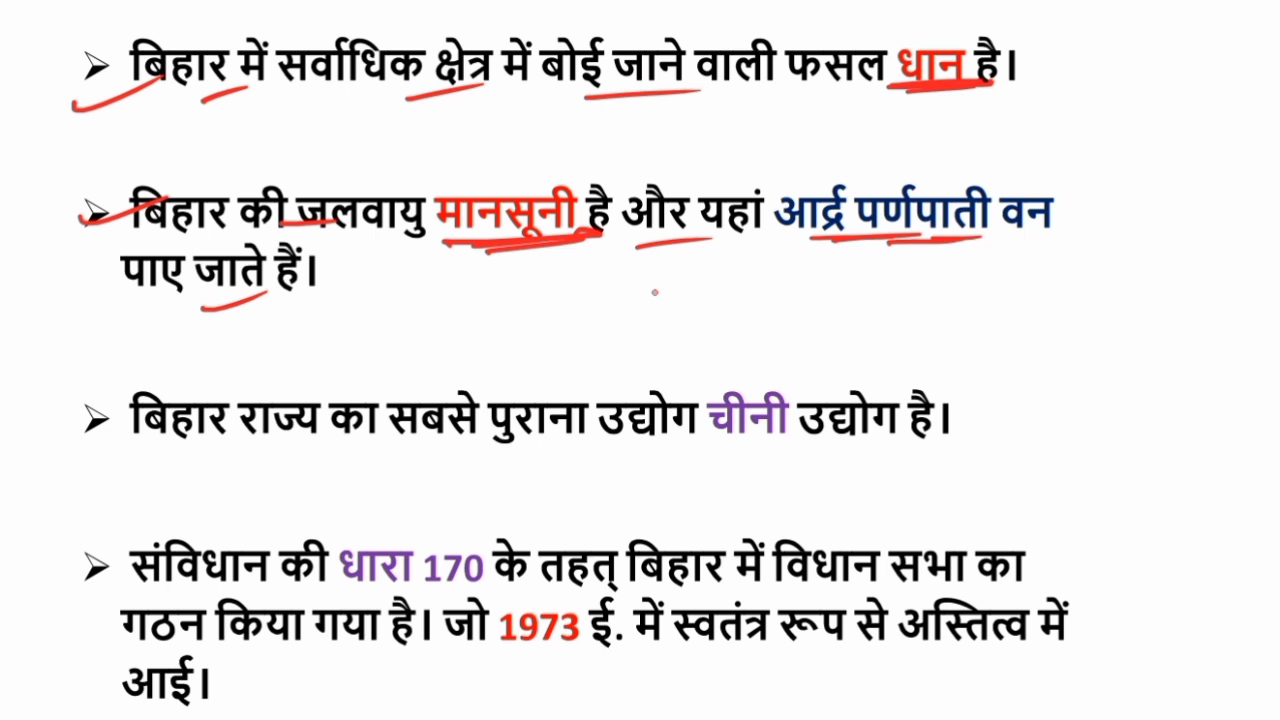 ➢ बिहार में सर्वाधिक क्षेत्र में बोई जाने वाली फसल धान है।
➢ बिहार की जलवायु मानसूनी है और यहां आर्द्र पर्णपाती वन
पाए जाते हैं।
➢ बिहार राज्य का सबसे पुराना उद्योग चीनी उद्योग है।
➢ संविधान की धारा 170 के तहत् बिहार में विधान सभा का
गठन किया गया है। जो 1973 ई. में स्वतंत्र रूप से अस्तित्व में
आई।